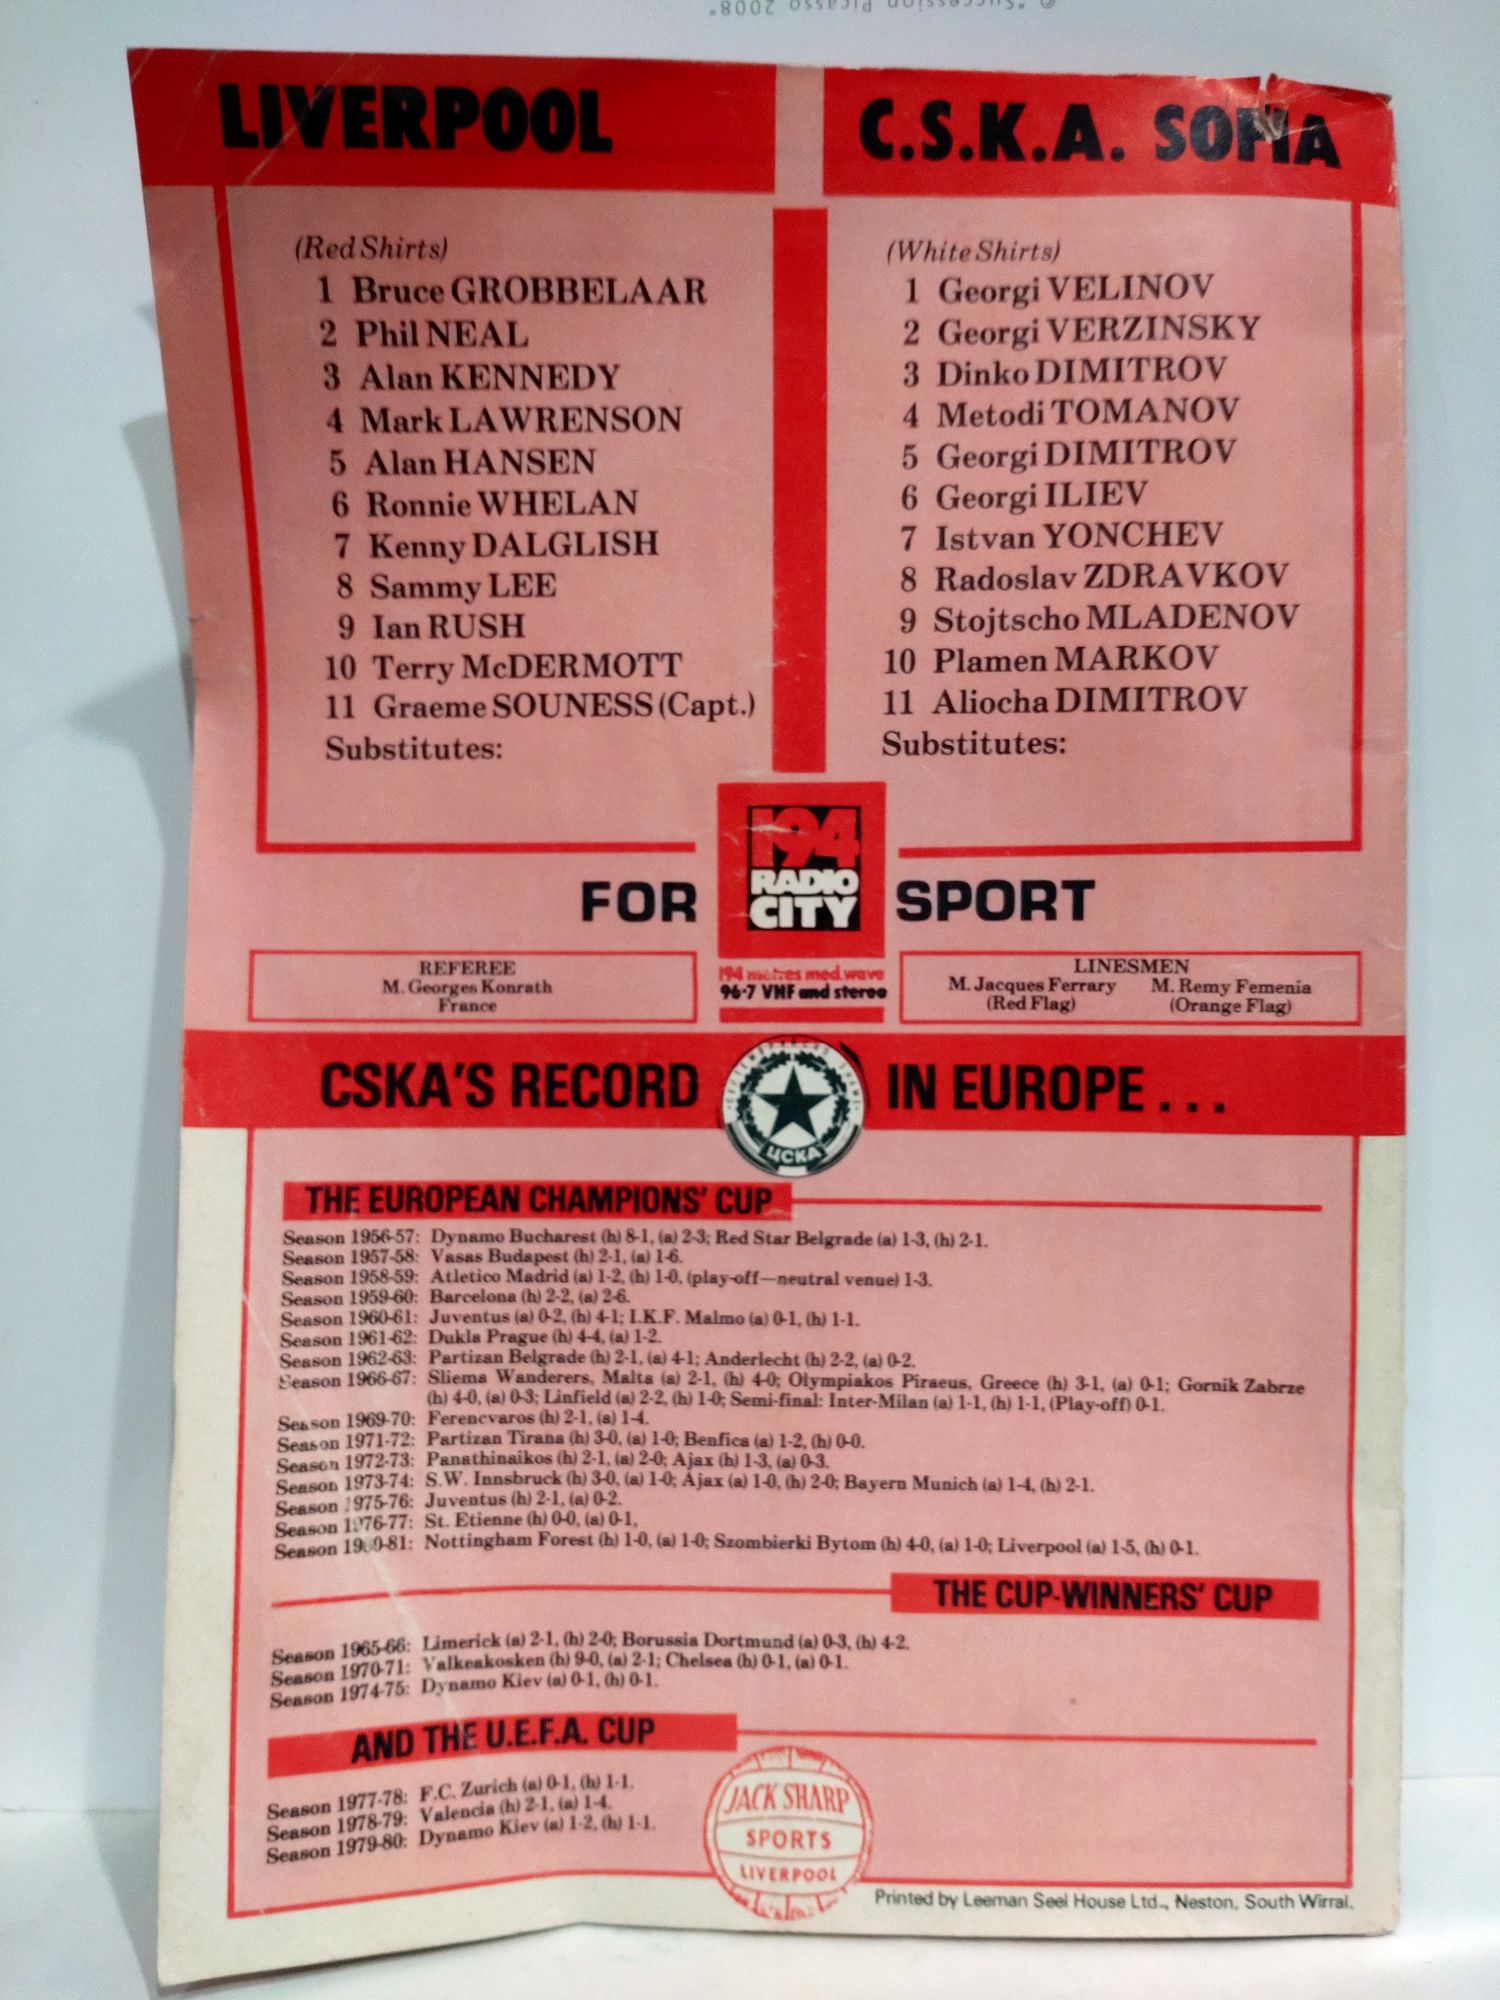 © "Succession Picasso 2008".
LIVERPOOL
(Red Shirts)
1 Bruce GROBBELAAR
2 Phil NEAL
3 Alan KENNEDY
4 Mark LAWRENSON
5 Alan HANSEN
6 Ronnie WHELAN
7 Kenny DALGLISH
8 Sammy LEE
9 Ian RUSH
10 Terry McDERMOTT
11 Graeme SOUNESS (Capt.)
Substitutes:
C.S.K.A. SOFIA
(White Shirts)
1 Georgi VELINOV
2 Georgi VERZINSKY
3 Dinko DIMITROV
4 Metodi TOMANOV
5 Georgi DIMITROV
6 Georgi ILIEV
7 Istvan YONCHEV
8 Radoslav ZDRAVKOV
9 Stojtscho MLADENOV
10 Plamen MARKOV
11 Aliocha DIMITROV
Substitutes:
FOR 194 RADIO CITY SPORT
194 metres med.wave
96·7 VHF and stereo
REFEREE
M. Georges Konrath
France
LINESMEN
M. Jacques Ferrary M. Remy Femenia
(Red Flag) (Orange Flag)
CSKA'S RECORD IN EUROPE . . .
ЦСКА
THE EUROPEAN CHAMPIONS' CUP
Season 1956-57: Dynamo Bucharest (h) 8-1, (a) 2-3; Red Star Belgrade (a) 1-3, (h) 2-1.
Season 1957-58: Vasas Budapest (h) 2-1, (a) 1-6.
Season 1958-59: Atletico Madrid (a) 1-2, (h) 1-0, (play-off—neutral venue) 1-3.
Season 1959-60: Barcelona (h) 2-2, (a) 2-6.
Season 1960-61: Juventus (a) 0-2, (h) 4-1; I.K.F. Malmo (a) 0-1, (h) 1-1.
Season 1961-62: Dukla Prague (h) 4-4, (a) 1-2.
Season 1962-63: Partizan Belgrade (h) 2-1, (a) 4-1; Anderlecht (h) 2-2, (a) 0-2.
Season 1966-67: Sliema Wanderers, Malta (a) 2-1, (h) 4-0; Olympiakos Piraeus, Greece (h) 3-1, (a) 0-1; Gornik Zabrze
(h) 4-0, (a) 0-3; Linfield (a) 2-2, (h) 1-0; Semi-final: Inter-Milan (a) 1-1, (h) 1-1, (Play-off) 0-1.
Season 1969-70: Ferencvaros (h) 2-1, (a) 1-4.
Season 1971-72: Partizan Tirana (h) 3-0, (a) 1-0; Benfica (a) 1-2, (h) 0-0.
Season 1972-73: Panathinaikos (h) 2-1, (a) 2-0; Ajax (h) 1-3, (a) 0-3.
Season 1973-74: S.W. Innsbruck (h) 3-0, (a) 1-0; Ajax (a) 1-0, (h) 2-0; Bayern Munich (a) 1-4, (h) 2-1.
Season 1975-76: Juventus (h) 2-1, (a) 0-2.
Season 1976-77: St. Etienne (h) 0-0, (a) 0-1,
Season 1980-81: Nottingham Forest (h) 1-0, (a) 1-0; Szombierki Bytom (h) 4-0, (a) 1-0; Liverpool (a) 1-5, (h) 0-1.
THE CUP-WINNERS' CUP
Season 1965-66: Limerick (a) 2-1, (h) 2-0; Borussia Dortmund (a) 0-3, (h) 4-2.
Season 1970-71: Valkeakosken (h) 9-0, (a) 2-1; Chelsea (h) 0-1, (a) 0-1.
Season 1974-75: Dynamo Kiev (a) 0-1, (h) 0-1.
AND THE U.E.F.A. CUP
Season 1977-78: F.C. Zurich (a) 0-1, (h) 1-1.
Season 1978-79: Valencia (h) 2-1, (a) 1-4.
Season 1979-80: Dynamo Kiev (a) 1-2, (h) 1-1.
JACK SHARP
SPORTS
LIVERPOOL
Printed by Leeman Seel House Ltd., Neston, South Wirral.